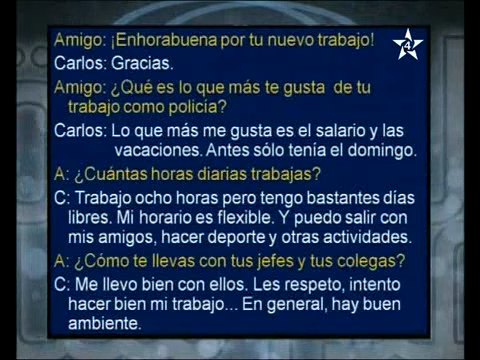 Amigo: ¡Enhorabuena por tu nuevo trabajo!
4
Carlos: Gracias.
Amigo: ¿Qué es lo que más te gusta de tu
trabajo como policía?
Carlos: Lo que más me gusta es el salario y las
vacaciones. Antes sólo tenía el domingo.
A: ¿Cuántas horas diarias trabajas?
C: Trabajo ocho horas pero tengo bastantes días
libres. Mi horario es flexible. Y puedo salir con
mis amigos, hacer deporte y otras actividades.
A: ¿Cómo te llevas con tus jefes y tus colegas?
C: Me llevo bien con ellos. Les respeto, intento
hacer bien mi trabajo... En general, hay buen
ambiente.